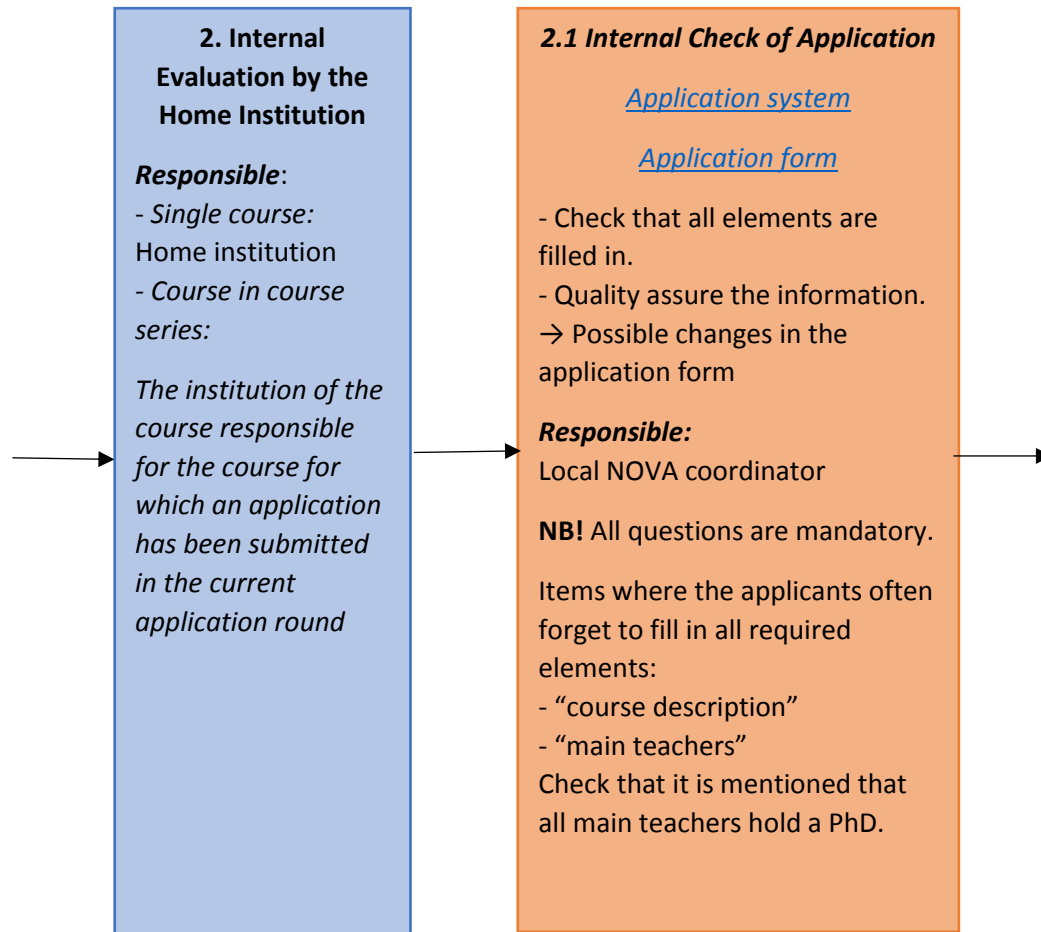 2. Internal
Evaluation by the
Home Institution
Responsible:
- Single course:
Home institution
- Course in course
series:
The institution of the
course responsible
for the course for
which an application
has been submitted
in the current
application round
2.1 Internal Check of Application
Application system
Application form
- Check that all elements are
filled in.
- Quality assure the information.
→ Possible changes in the
application form
Responsible:
Local NOVA coordinator
NB! All questions are mandatory.
Items where the applicants often
forget to fill in all required
elements:
- “course description”
- “main teachers”
Check that it is mentioned that
all main teachers hold a PhD.